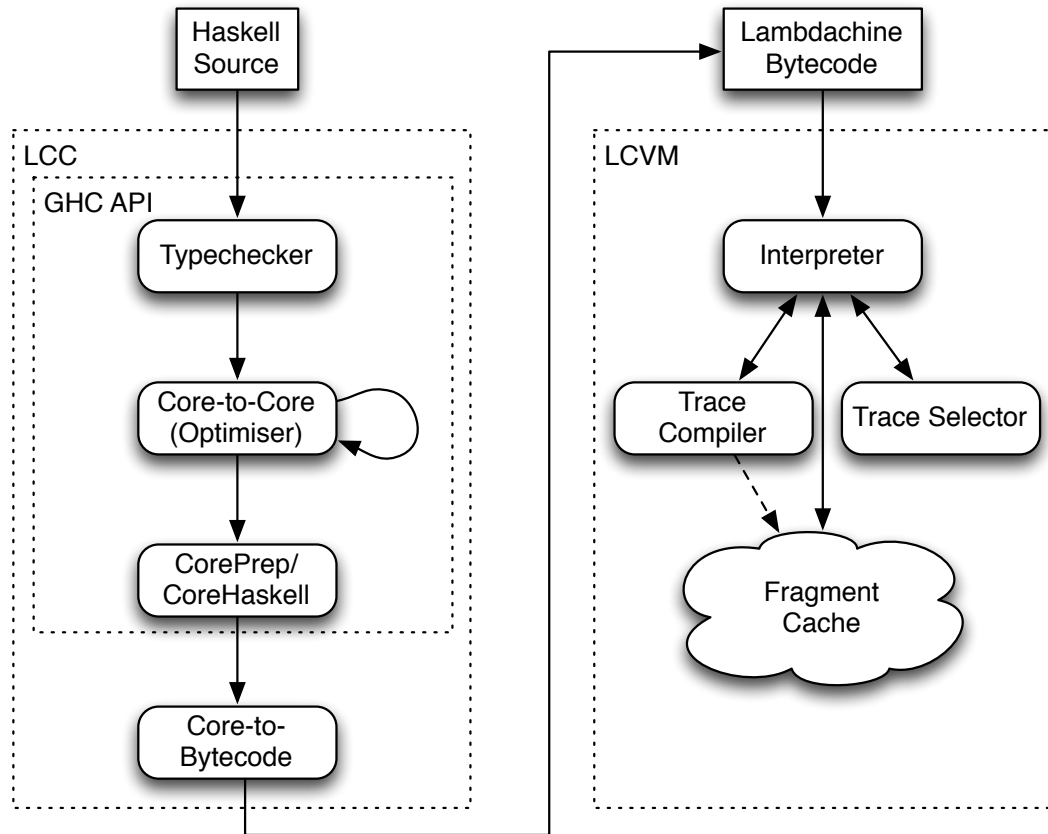 Haskell
Source
LCC
GHC API
Typechecker
Core-to-Core
(Optimiser)
CorePrep/
CoreHaskell
Core-to-
Bytecode
Lambdachine
Bytecode
LCVM
Interpreter
Trace
Compiler
Trace Selector
Fragment
Cache